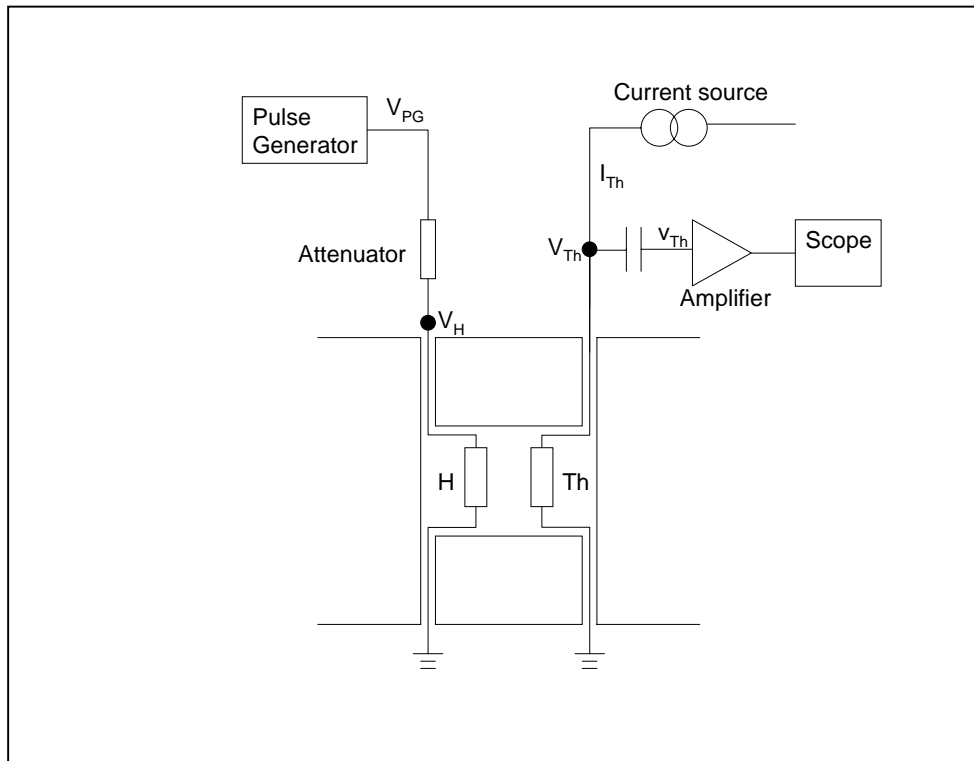 Current source
V_PG
Pulse
Generator
I_Th
Attenuator
V_Th
v_Th
Scope
Amplifier
V_H
H
Th